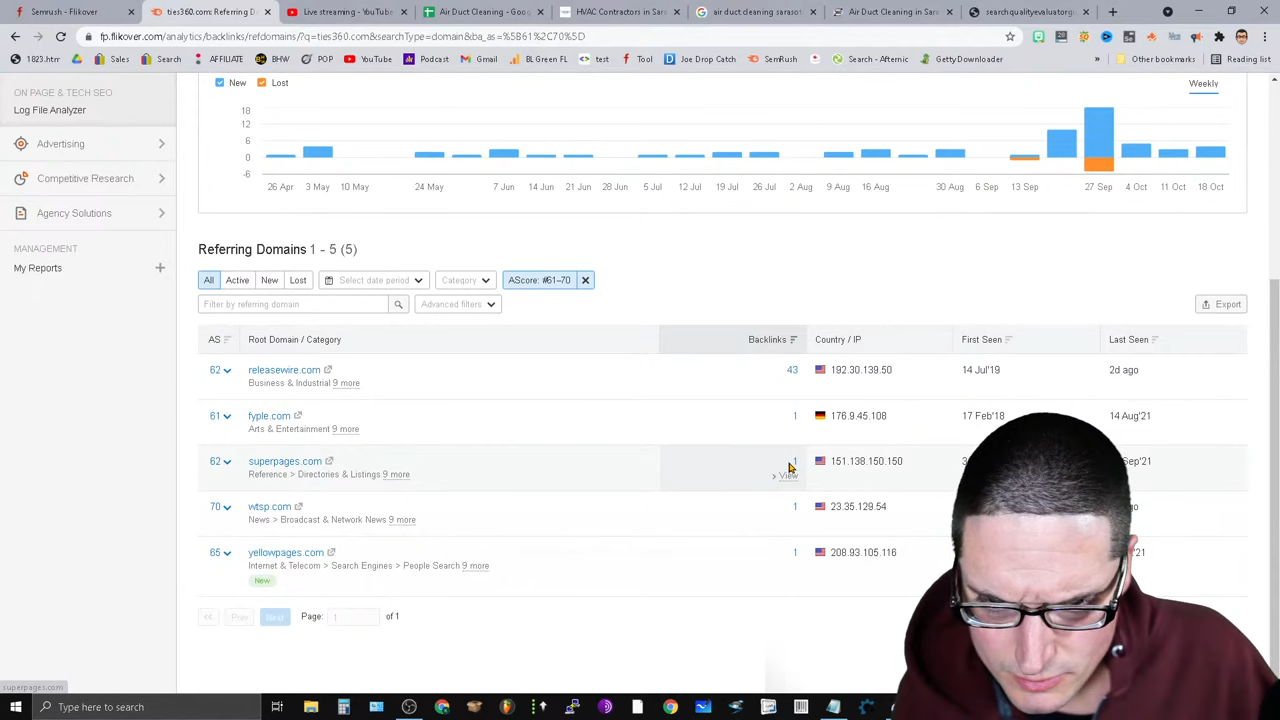 Semrush - Flikover
ties360.com: Referring Dom
Live streaming - YouTube
Air Duct Cleaning - Goo
HVAC Contractors in Sara
air duct cleaning sarasota
Air Duct Cleaning in Sara
searchqualityevaluatorgu
fp.flikover.com/analytics/backlinks/refdomains/?q=ties360.com&searchType=domain&ba_as=%5B61%2C70%5D
1823.htm
Sales
Search
AFFILIATE
BHW
POP
YouTube
Podcast
Gmail
BL Green FL
test
Tool
Joe Drop Catch
SemRush
Search - Afternic
GettyDownloader
Other bookmarks
Reading list
ON PAGE & TECH SEO
Log File Analyzer
Advertising
Competitive Research
Agency Solutions
MANAGEMENT
My Reports
New Lost
Weekly
18
12
6
0
-6
26 Apr 3 May 10 May 24 May 7 Jun 14 Jun 21 Jun 28 Jun 5 Jul 12 Jul 19 Jul 26 Jul 2 Aug 9 Aug 16 Aug 30 Aug 6 Sep 13 Sep 27 Sep 4 Oct 11 Oct 18 Oct
Referring Domains 1 - 5 (5)
All Active New Lost Select date period Category AScore: #61–70
Filter by referring domain Advanced filters Export
AS Root Domain / Category Backlinks Country / IP First Seen Last Seen
62 releasewire.com 43 192.30.139.50 14 Jul'19 2d ago
Business & Industrial 9 more
61 fyple.com 1 176.9.45.108 17 Feb'18 14 Aug'21
Arts & Entertainment 9 more
62 superpages.com 1 151.138.150.150 Sep'21
Reference > Directories & Listings 9 more View
70 wtsp.com 1 23.35.129.54
News > Broadcast & Network News 9 more
65 yellowpages.com 1 208.93.105.116
Internet & Telecom > Search Engines > People Search 9 more
New
<< Prev Next Page: 1 of 1
superpages.com
Type here to search